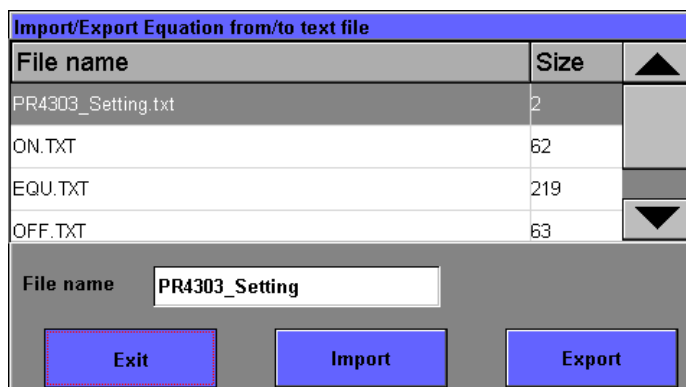 Import/Export Equation from/to text file
File name Size
PR4303_Setting.txt 2
ON.TXT 62
EQU.TXT 219
OFF.TXT 63
File name PR4303_Setting
Exit Import Export